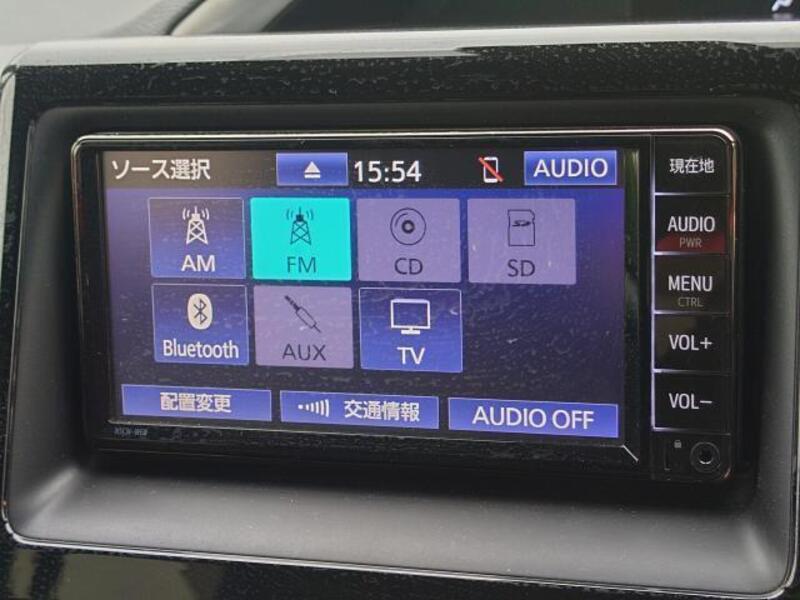 ソース選択 15:54 AUDIO
AM FM CD SD
Bluetooth AUX TV
配置変更 交通情報 AUDIO OFF
現在地
AUDIO
PWR
MENU
CTRL
VOL+
VOL−